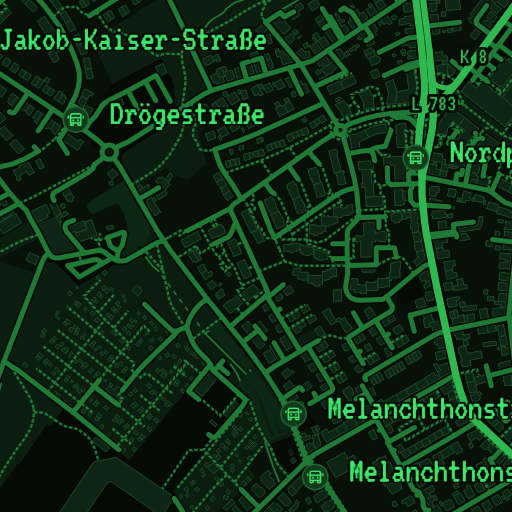 Jakob-Kaiser-Straße
K 8
L 783
Drögestraße
Nordp
Melanchthonst
Melanchthons